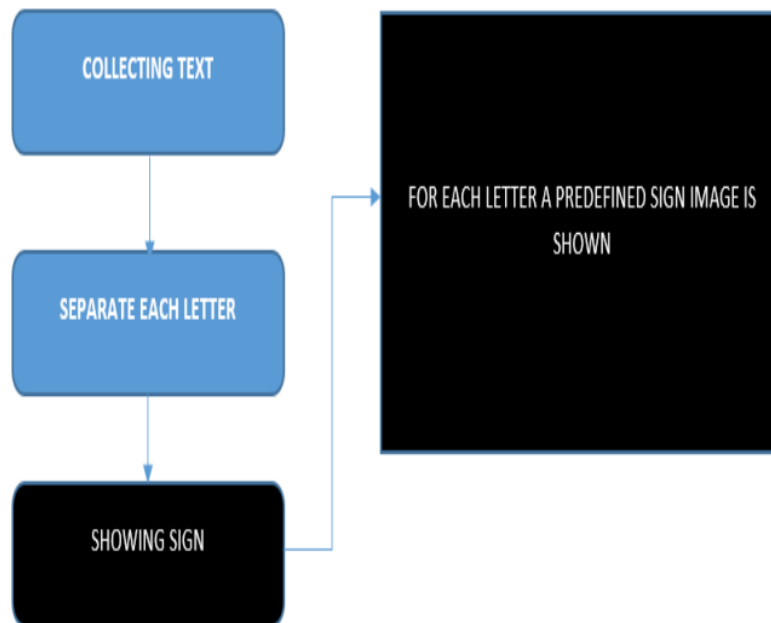 COLLECTING TEXT
SEPARATE EACH LETTER
SHOWING SIGN
FOR EACH LETTER A PREDEFINED SIGN IMAGE IS
SHOWN